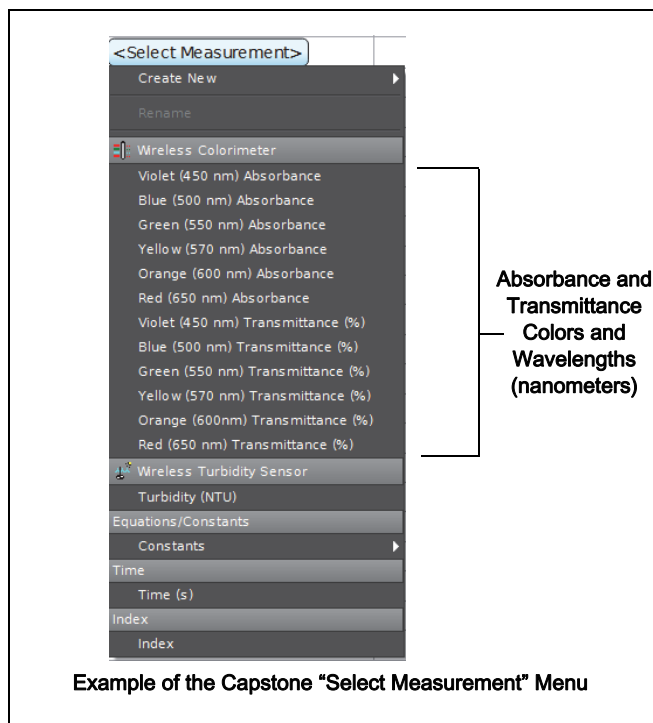 <Select Measurement>
Create New
Rename
Wireless Colorimeter
Violet (450 nm) Absorbance
Blue (500 nm) Absorbance
Green (550 nm) Absorbance
Yellow (570 nm) Absorbance
Orange (600 nm) Absorbance
Red (650 nm) Absorbance
Violet (450 nm) Transmittance (%)
Blue (500 nm) Transmittance (%)
Green (550 nm) Transmittance (%)
Yellow (570 nm) Transmittance (%)
Orange (600nm) Transmittance (%)
Red (650 nm) Transmittance (%)
Wireless Turbidity Sensor
Turbidity (NTU)
Equations/Constants
Constants
Time
Time (s)
Index
Index
Absorbance and
Transmittance
Colors and
Wavelengths
(nanometers)
Example of the Capstone “Select Measurement” Menu